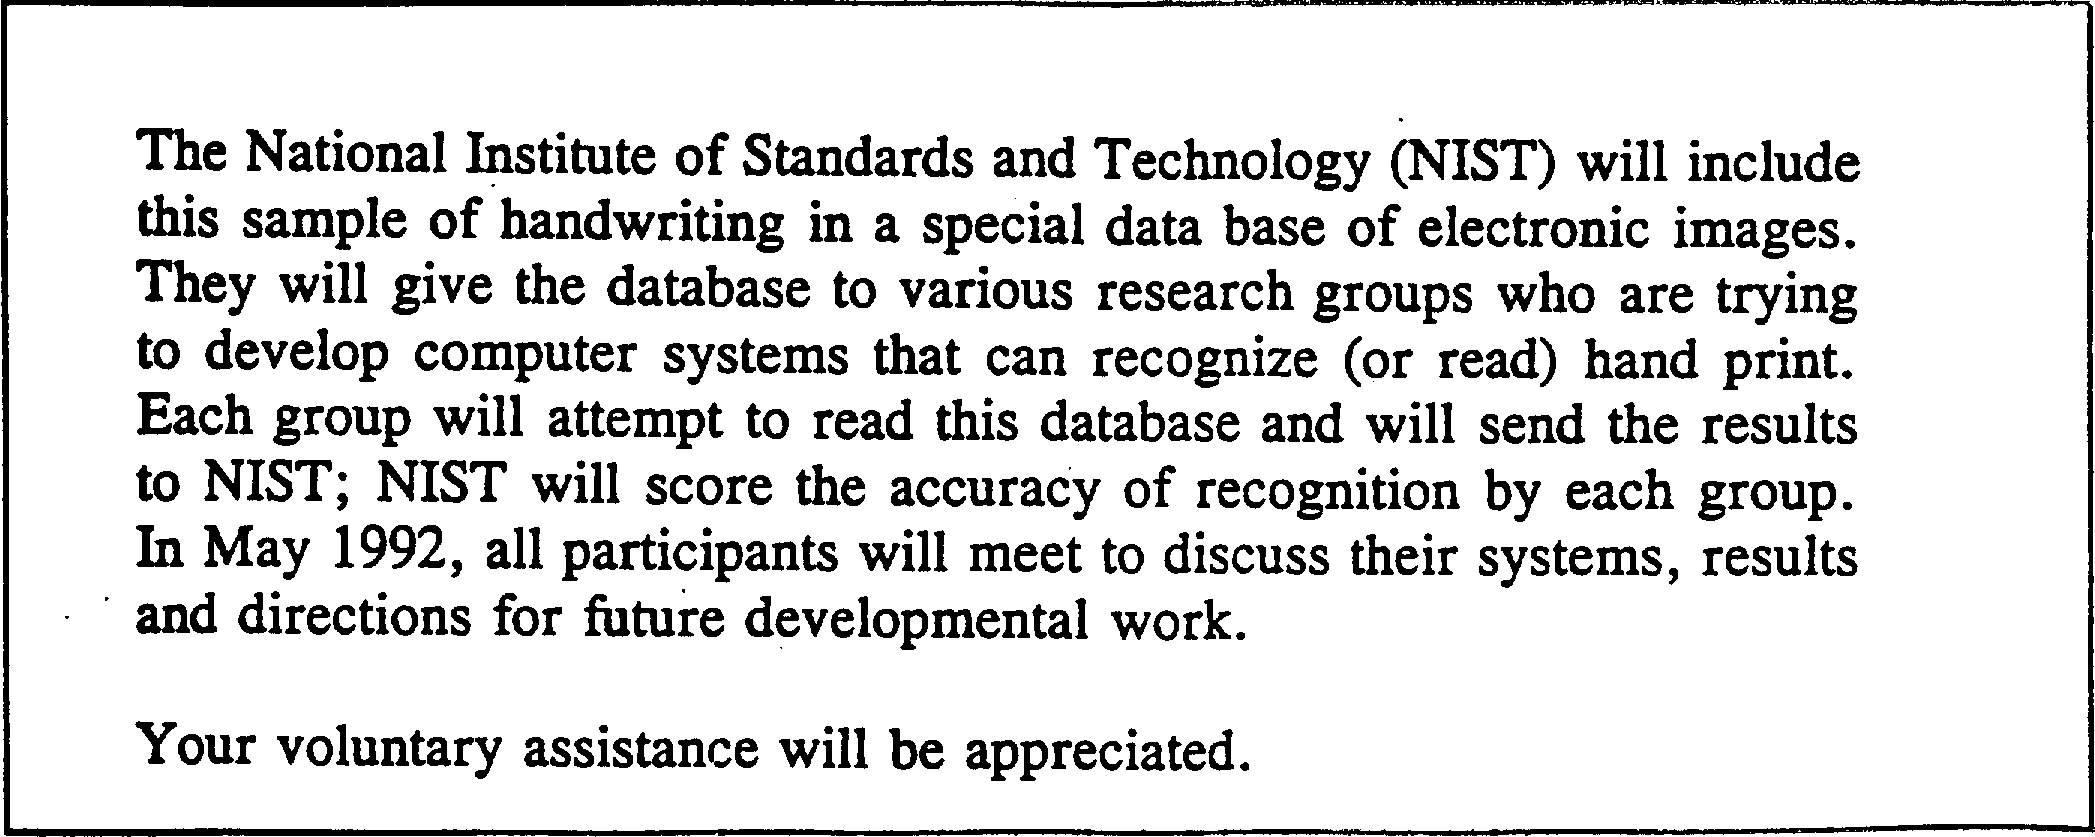 The National Institute of Standards and Technology (NIST) will include
this sample of handwriting in a special data base of electronic images.
They will give the database to various research groups who are trying
to develop computer systems that can recognize (or read) hand print.
Each group will attempt to read this database and will send the results
to NIST; NIST will score the accuracy of recognition by each group.
In May 1992, all participants will meet to discuss their systems, results
and directions for future developmental work.
Your voluntary assistance will be appreciated.